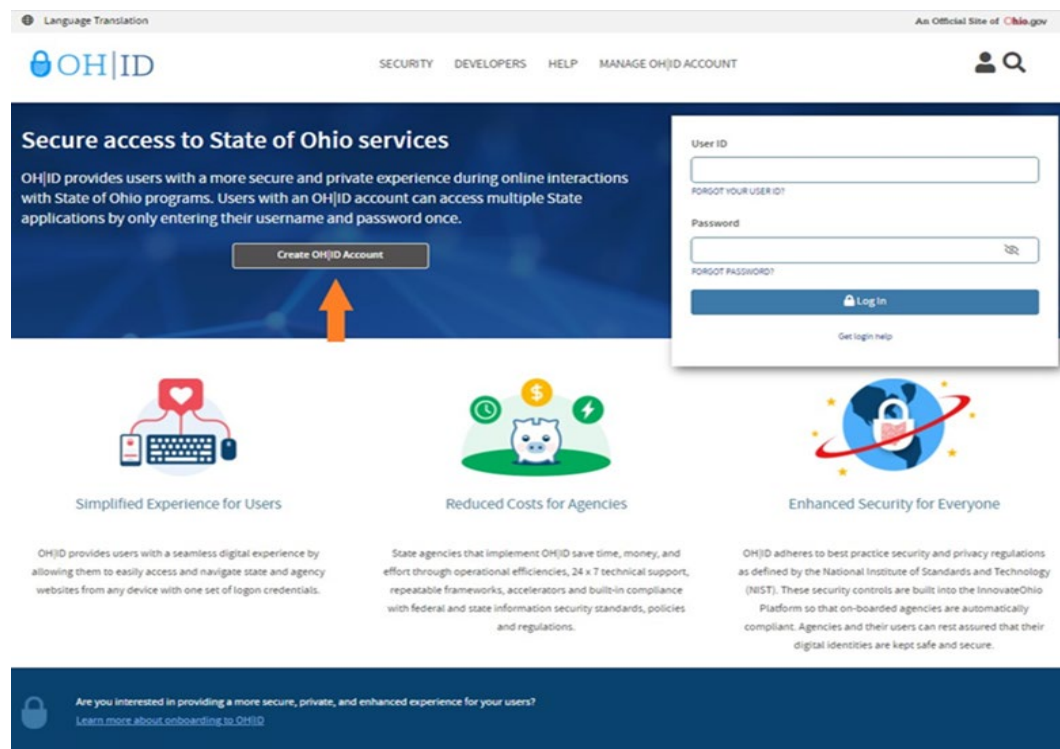 Language Translation
An Official Site of Ohio.gov
OH|ID
SECURITY DEVELOPERS HELP MANAGE OH|ID ACCOUNT
Secure access to State of Ohio services
OH|ID provides users with a more secure and private experience during online interactions
with State of Ohio programs. Users with an OH|ID account can access multiple State
applications by only entering their username and password once.
Create OH|ID Account
User ID
FORGOT YOUR USER ID?
Password
FORGOT PASSWORD?
Log In
Get login help
Simplified Experience for Users
OH|ID provides users with a seamless digital experience by
allowing them to easily access and navigate state and agency
websites from any device with one set of logon credentials.
Reduced Costs for Agencies
State agencies that implement OH|ID save time, money, and
effort through operational efficiencies, 24 x 7 technical support,
repeatable frameworks, accelerators and built-in compliance
with federal and state information security standards, policies
and regulations.
Enhanced Security for Everyone
OH|ID adheres to best practice security and privacy regulations
as defined by the National Institute of Standards and Technology
(NIST). These security controls are built into the InnovateOhio
Platform so that on-boarded agencies are automatically
compliant. Agencies and their users can rest assured that their
digital identities are kept safe and secure.
Are you interested in providing a more secure, private, and enhanced experience for your users?
Learn more about onboarding to OH|ID